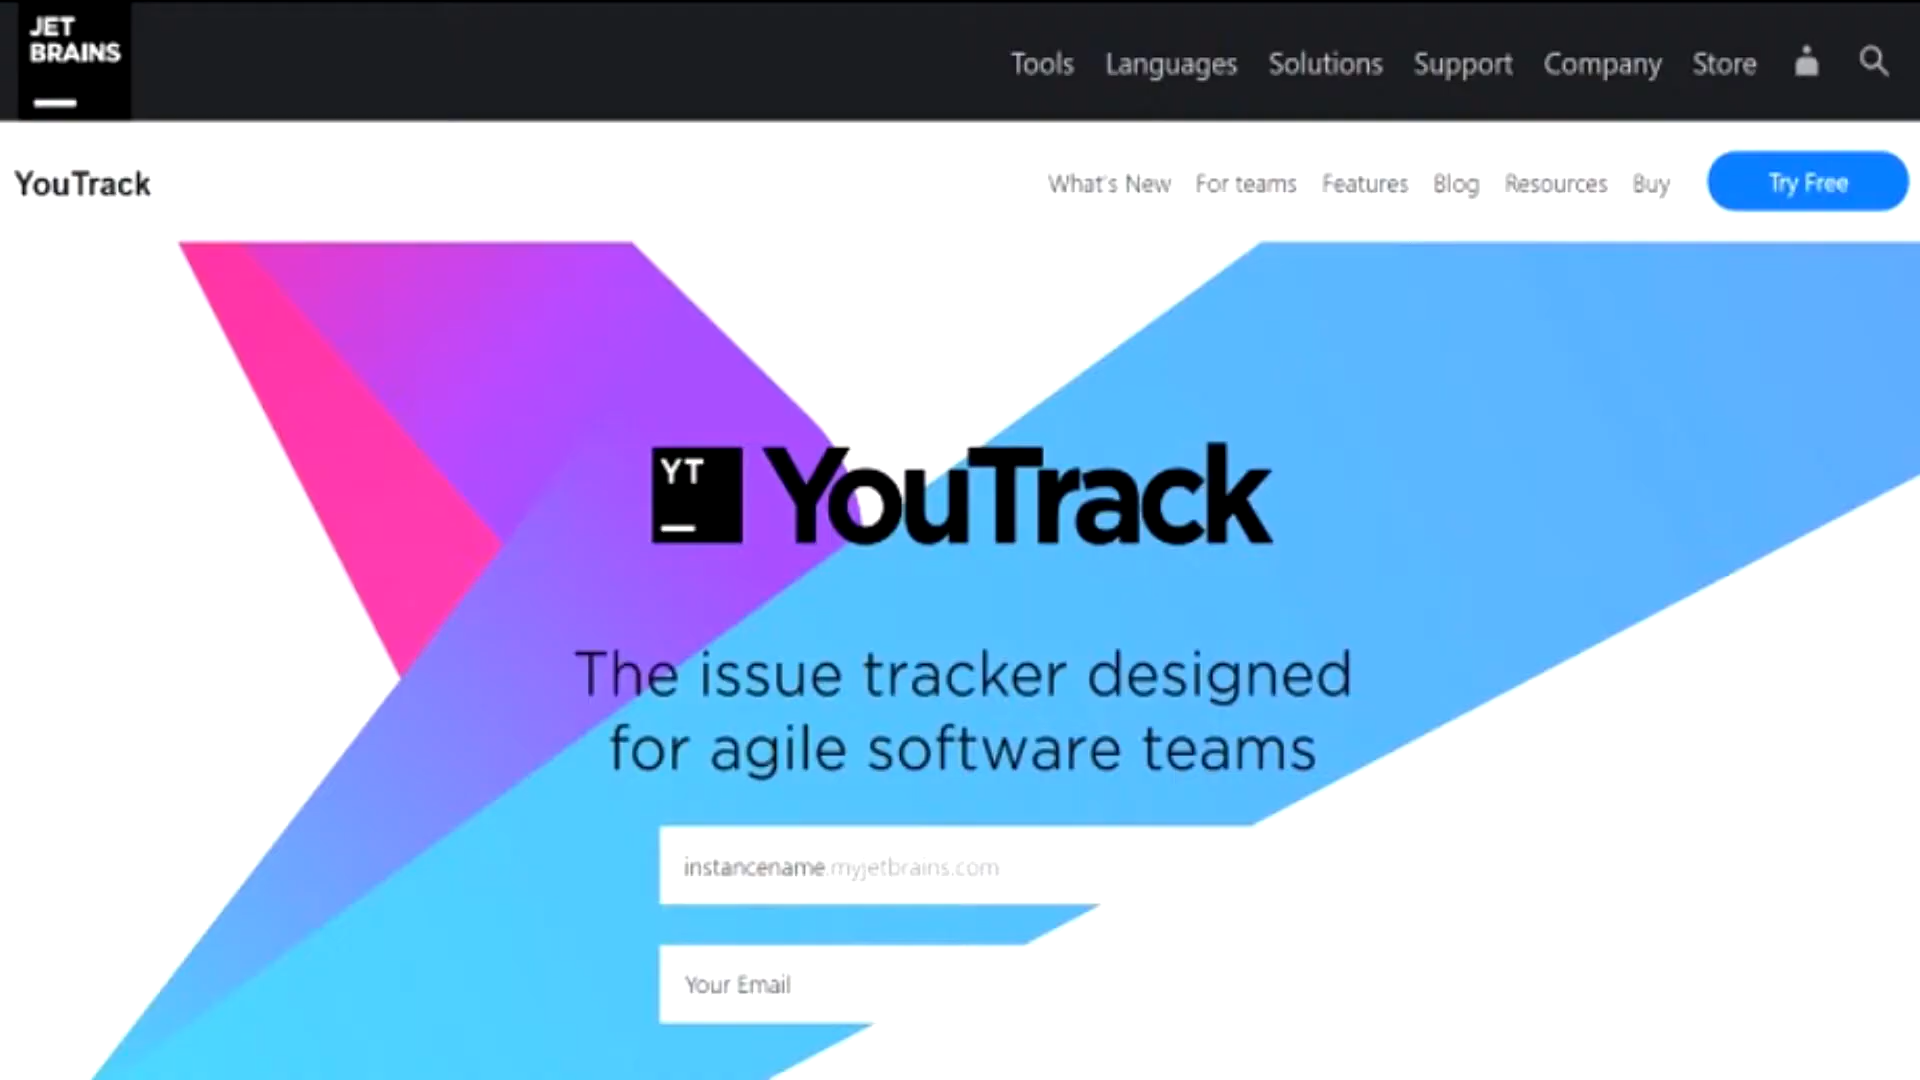 JET
BRAINS
Tools Languages Solutions Support Company Store
YouTrack
What's New For teams Features Blog Resources Buy Try Free
YT
YouTrack
The issue tracker designed
for agile software teams
instancename.myjetbrains.com
Your Email